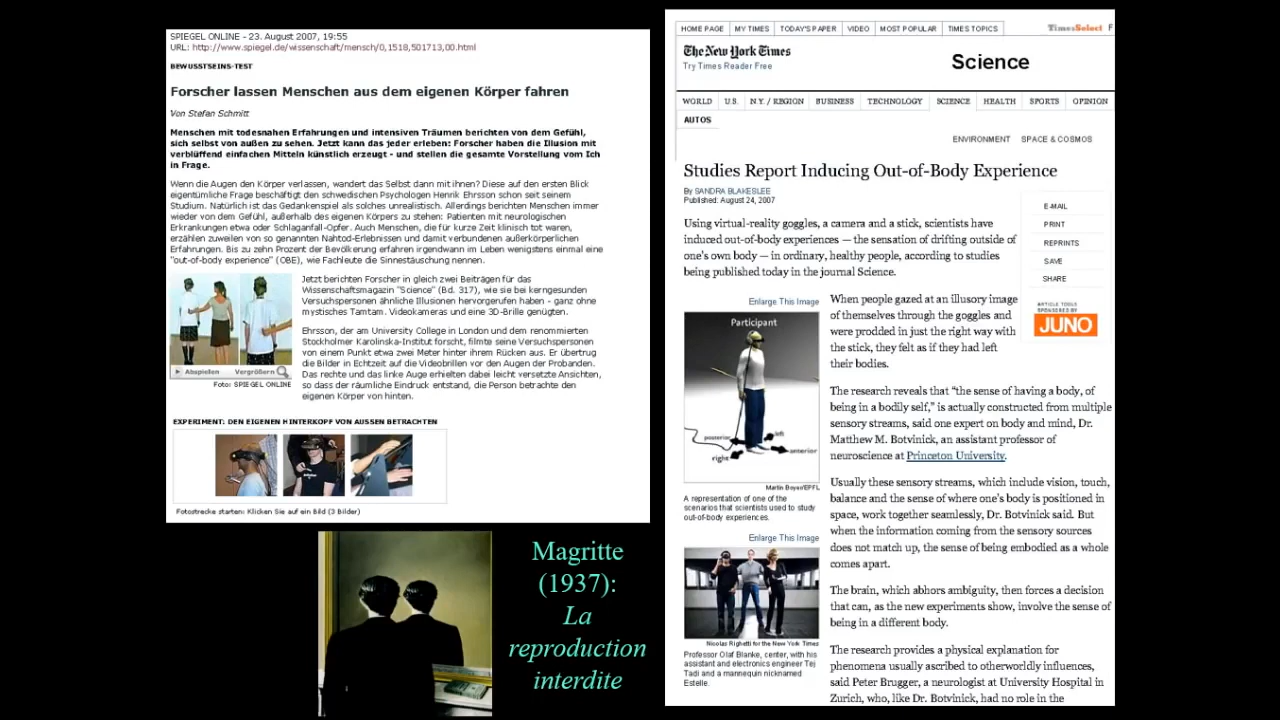 SPIEGEL ONLINE - 23. August 2007, 19:55
URL: http://www.spiegel.de/wissenschaft/mensch/0,1518,501713,00.html
BEWUSSTSEINS-TEST
Forscher lassen Menschen aus dem eigenen Körper fahren
Von Stefan Schmitt
Menschen mit todesnahen Erfahrungen und intensiven Träumen berichten von dem Gefühl,
sich selbst von außen zu sehen. Jetzt kann das jeder erleben: Forscher haben die Illusion mit
verblüffend einfachen Mitteln künstlich erzeugt - und stellen die gesamte Vorstellung vom Ich
in Frage.
Wenn die Augen den Körper verlassen, wandert das Selbst dann mit ihnen? Diese auf den ersten Blick
eigentümliche Frage beschäftigt den schwedischen Psychologen Henrik Ehrsson schon seit seinem
Studium. Natürlich ist das Gedankenspiel als solches unrealistisch. Allerdings berichten Menschen immer
wieder von dem Gefühl, außerhalb des eigenen Körpers zu stehen: Patienten mit neurologischen
Erkrankungen etwa oder Schlaganfall-Opfer. Auch Menschen, die für kurze Zeit klinisch tot waren,
erzählen zuweilen von so genannten Nahtod-Erlebnissen und damit verbundenen außerkörperlichen
Erfahrungen. Bis zu zehn Prozent der Bevölkerung erfahren irgendwann im Leben wenigstens einmal eine
"out-of-body experience" (OBE), wie Fachleute die Sinnestäuschung nennen.
Jetzt berichten Forscher in gleich zwei Beiträgen für das
Wissenschaftsmagazin "Science" (Bd. 317), wie sie bei kerngesunden
Versuchspersonen ähnliche Illusionen hervorgerufen haben - ganz ohne
mystisches Tamtam. Videokameras und eine 3D-Brille genügten.
Ehrsson, der am University College in London und dem renommierten
Stockholmer Karolinska-Institut forscht, filmte seine Versuchspersonen
von einem Punkt etwa zwei Meter hinter ihrem Rücken aus. Er übertrug
die Bilder in Echtzeit auf die Videobrillen vor den Augen der Probanden.
Das rechte und das linke Auge erhielten dabei leicht versetzte Ansichten,
so dass der räumliche Eindruck entstand, die Person betrachte den
eigenen Körper von hinten.
Abspielen Vergrößern
Foto: SPIEGEL ONLINE
EXPERIMENT: DEN EIGENEN HINTERKOPF VON AUSSEN BETRACHTEN
Fotostrecke starten: Klicken Sie auf ein Bild (3 Bilder)
Magritte
(1937):
La
reproduction
interdite
HOME PAGE MY TIMES TODAY'S PAPER VIDEO MOST POPULAR TIMES TOPICS
TimesSelect F
The New York Times
Try Times Reader Free
Science
WORLD U.S. N.Y. / REGION BUSINESS TECHNOLOGY SCIENCE HEALTH SPORTS OPINION
AUTOS
ENVIRONMENT SPACE & COSMOS
Studies Report Inducing Out-of-Body Experience
By SANDRA BLAKESLEE
Published: August 24, 2007
E-MAIL
PRINT
REPRINTS
SAVE
SHARE
ARTICLE TOOLS
SPONSORED BY
JUNO
Using virtual-reality goggles, a camera and a stick, scientists have
induced out-of-body experiences — the sensation of drifting outside of
one's own body — in ordinary, healthy people, according to studies
being published today in the journal Science.
Enlarge This Image
Participant
posterior
left
right
anterior
Martin Boyer/EPFL
A representation of one of the
scenarios that scientists used to study
out-of-body experiences.
Enlarge This Image
Nicolas Righetti for the New York Times
Professor Olaf Blanke, center, with his
assistant and electronics engineer Tej
Tadi and a mannequin nicknamed
Estelle.
When people gazed at an illusory image
of themselves through the goggles and
were prodded in just the right way with
the stick, they felt as if they had left
their bodies.
The research reveals that “the sense of having a body, of
being in a bodily self,” is actually constructed from multiple
sensory streams, said one expert on body and mind, Dr.
Matthew M. Botvinick, an assistant professor of
neuroscience at Princeton University.
Usually these sensory streams, which include vision, touch,
balance and the sense of where one's body is positioned in
space, work together seamlessly, Dr. Botvinick said. But
when the information coming from the sensory sources
does not match up, the sense of being embodied as a whole
comes apart.
The brain, which abhors ambiguity, then forces a decision
that can, as the new experiments show, involve the sense of
being in a different body.
The research provides a physical explanation for
phenomena usually ascribed to otherworldly influences,
said Peter Brugger, a neurologist at University Hospital in
Zurich, who, like Dr. Botvinick, had no role in the